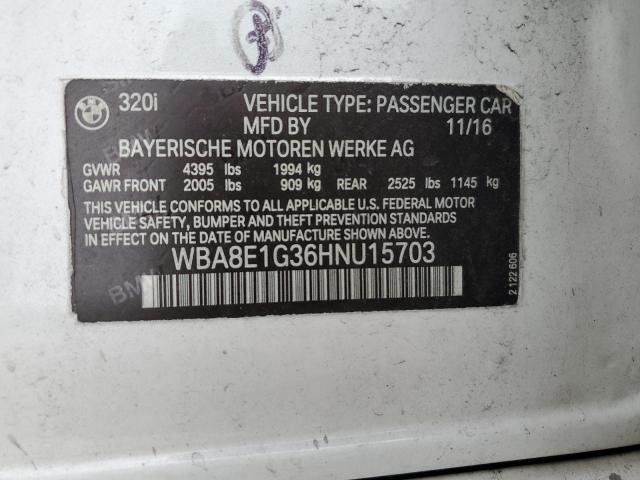 320i VEHICLE TYPE: PASSENGER CAR
MFD BY 11/16
BAYERISCHE MOTOREN WERKE AG
GVWR 4395 lbs 1994 kg
GAWR FRONT 2005 lbs 909 kg REAR 2525 lbs 1145 kg
THIS VEHICLE CONFORMS TO ALL APPLICABLE U.S. FEDERAL MOTOR
VEHICLE SAFETY, BUMPER AND THEFT PREVENTION STANDARDS
IN EFFECT ON THE DATE OF MANUFACTURE SHOWN ABOVE.
WBA8E1G36HNU15703
2 122 606